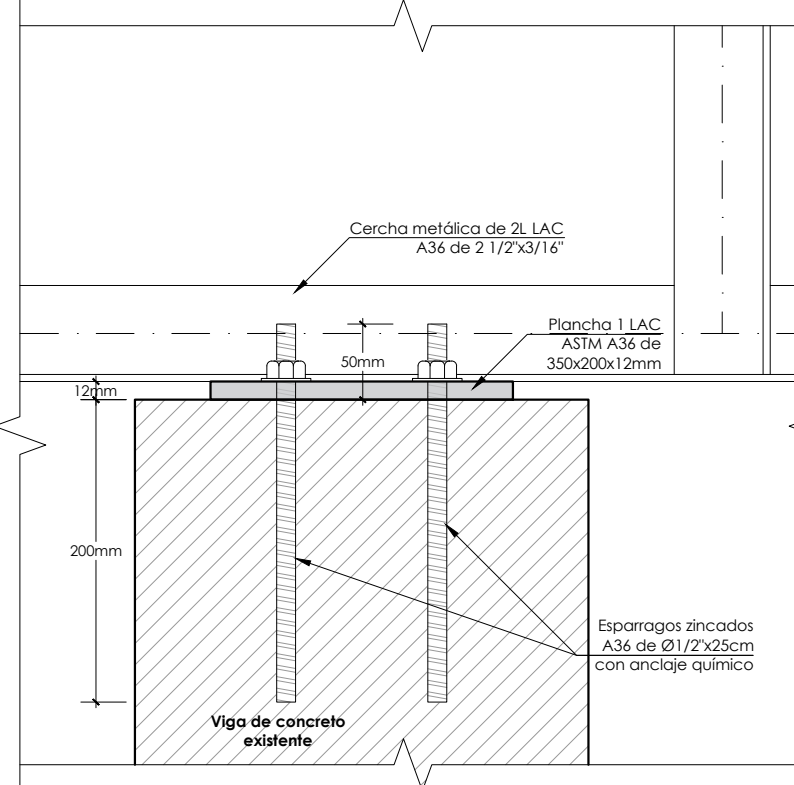 Cercha metálica de 2L LAC
A36 de 2 1/2"x3/16"
Plancha 1 LAC
ASTM A36 de
350x200x12mm
50mm
12mm
200mm
Esparragos zincados
A36 de Ø1/2"x25cm
con anclaje químico
Viga de concreto
existente